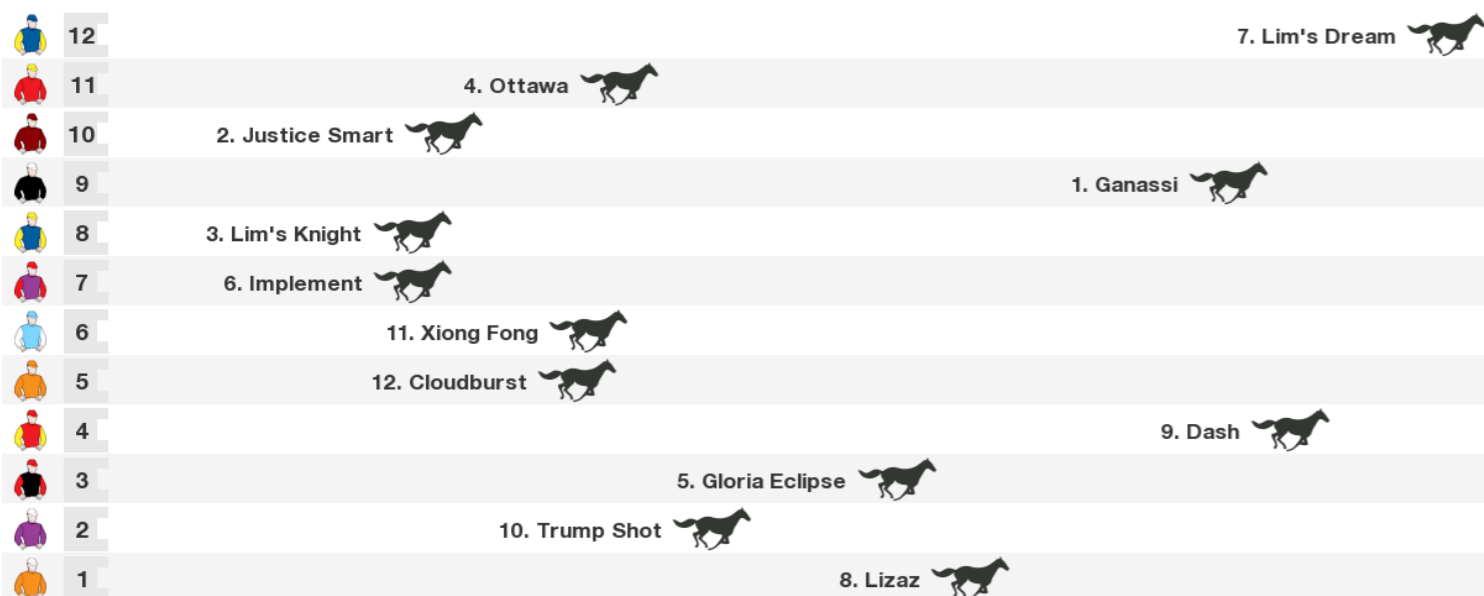 12 7. Lim's Dream
11 4. Ottawa
10 2. Justice Smart
9 1. Ganassi
8 3. Lim's Knight
7 6. Implement
6 11. Xiong Fong
5 12. Cloudburst
4 9. Dash
3 5. Gloria Eclipse
2 10. Trump Shot
1 8. Lizaz